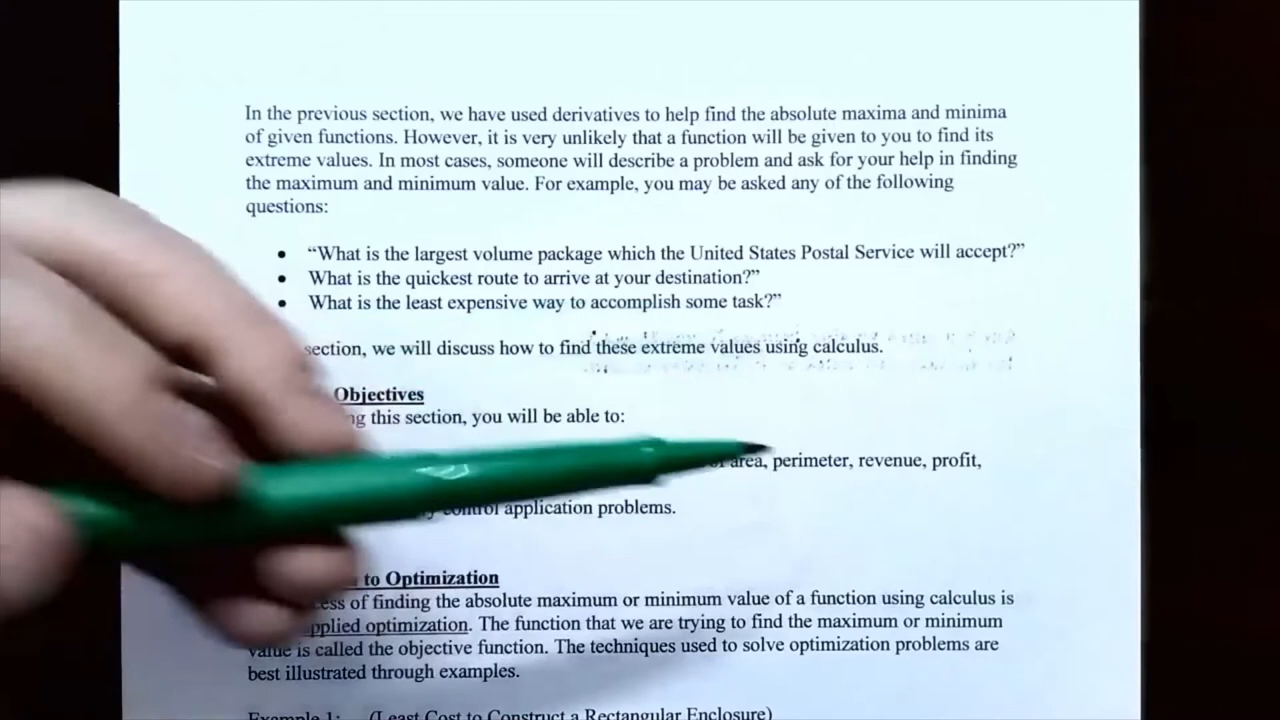 In the previous section, we have used derivatives to help find the absolute maxima and minima
of given functions. However, it is very unlikely that a function will be given to you to find its
extreme values. In most cases, someone will describe a problem and ask for your help in finding
the maximum and minimum value. For example, you may be asked any of the following
questions:
• “What is the largest volume package which the United States Postal Service will accept?”
• What is the quickest route to arrive at your destination?”
• What is the least expensive way to accomplish some task?”
section, we will discuss how to find these extreme values using calculus.
Objectives
this section, you will be able to:
area, perimeter, revenue, profit,
control application problems.
to Optimization
of finding the absolute maximum or minimum value of a function using calculus is
applied optimization. The function that we are trying to find the maximum or minimum
value is called the objective function. The techniques used to solve optimization problems are
best illustrated through examples.
Example 1: (Least Cost to Construct a Rectangular Enclosure)